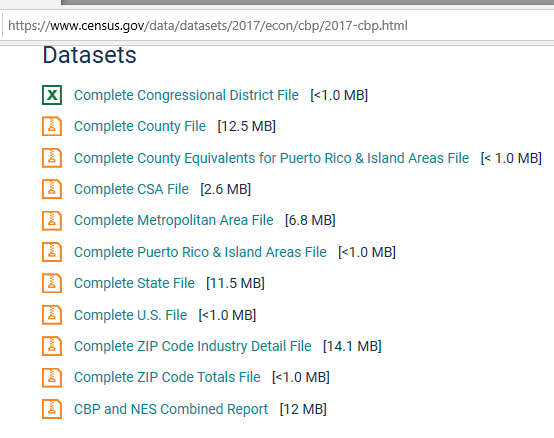 https://www.census.gov/data/datasets/2017/econ/cbp/2017-cbp.html
Datasets
Complete Congressional District File [<1.0 MB]
Complete County File [12.5 MB]
Complete County Equivalents for Puerto Rico & Island Areas File [< 1.0 MB]
Complete CSA File [2.6 MB]
Complete Metropolitan Area File [6.8 MB]
Complete Puerto Rico & Island Areas File [<1.0 MB]
Complete State File [11.5 MB]
Complete U.S. File [<1.0 MB]
Complete ZIP Code Industry Detail File [14.1 MB]
Complete ZIP Code Totals File [<1.0 MB]
CBP and NES Combined Report [12 MB]